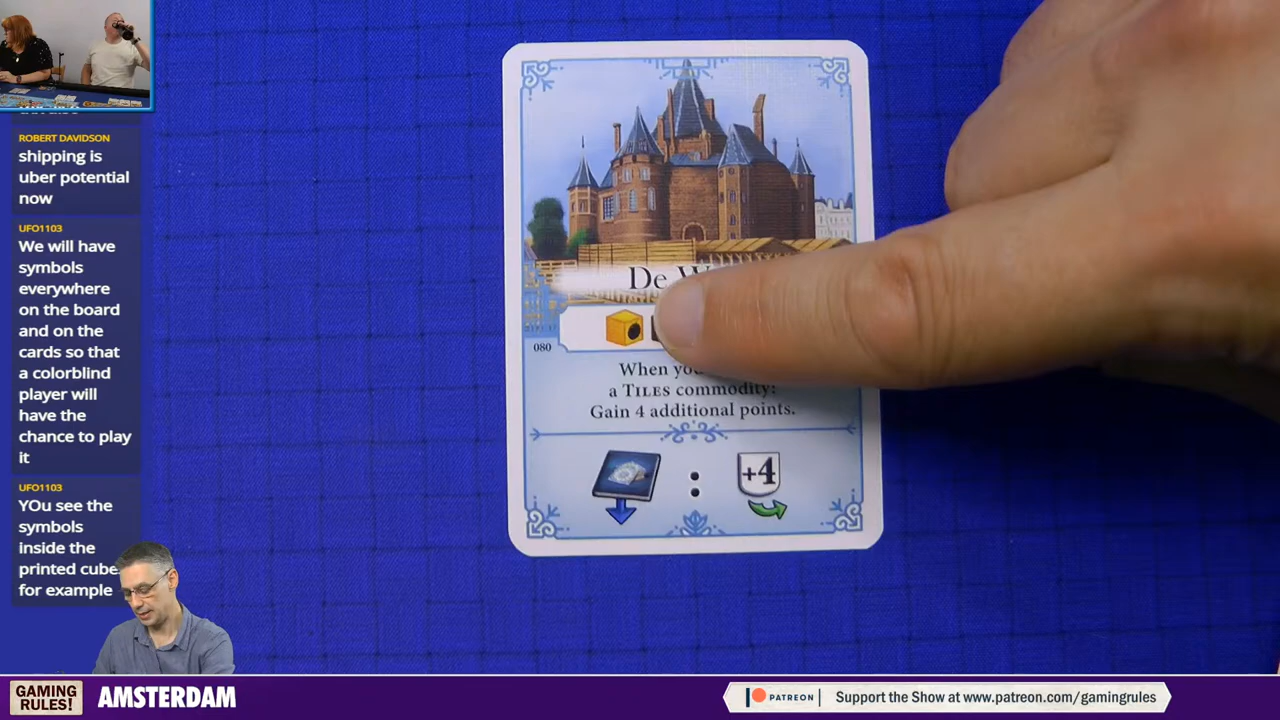 ROBERT DAVIDSON
shipping is
uber potential
now
UFO1103
We will have
symbols
everywhere
on the board
and on the
cards so that
a colorblind
player will
have the
chance to play
it
UFO1103
YOu see the
symbols
inside the
printed cube
for example
De
080
When you
a TILES commodity:
Gain 4 additional points.
+4
GAMING
RULES!
AMSTERDAM
PATREON
Support the Show at www.patreon.com/gamingrules